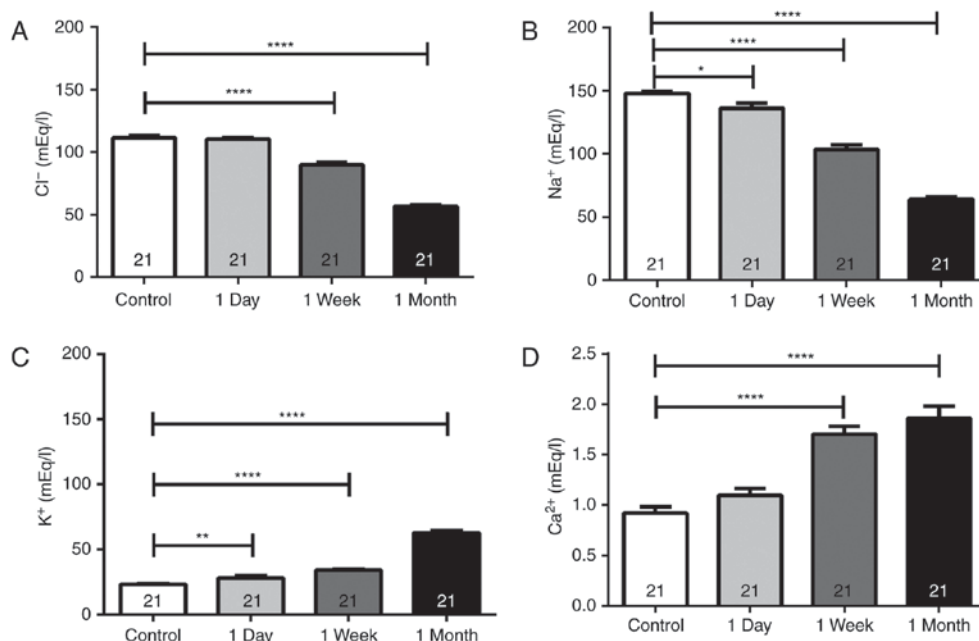 A
200
150
100
50
0
Cl⁻ (mEq/l)
****
****
21
21
21
21
Control
1 Day
1 Week
1 Month
B
200
150
100
50
0
Na⁺ (mEq/l)
****
****
*
21
21
21
21
Control
1 Day
1 Week
1 Month
C
200
150
100
50
0
K⁺ (mEq/l)
****
****
**
21
21
21
21
Control
1 Day
1 Week
1 Month
D
2.5
2.0
1.5
1.0
0.5
0.0
Ca²⁺ (mEq/l)
****
****
21
21
21
21
Control
1 Day
1 Week
1 Month